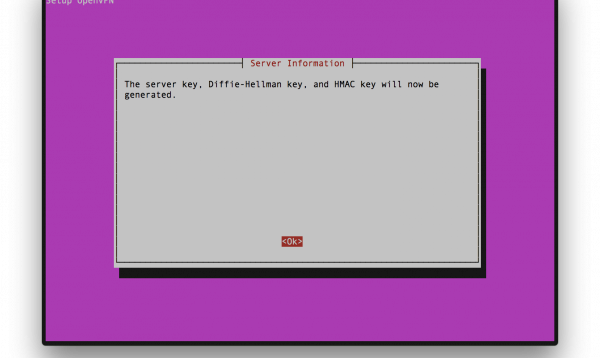 Setup OpenVPN
Server Information
The server key, Diffie-Hellman key, and HMAC key will now be
generated.
<Ok>